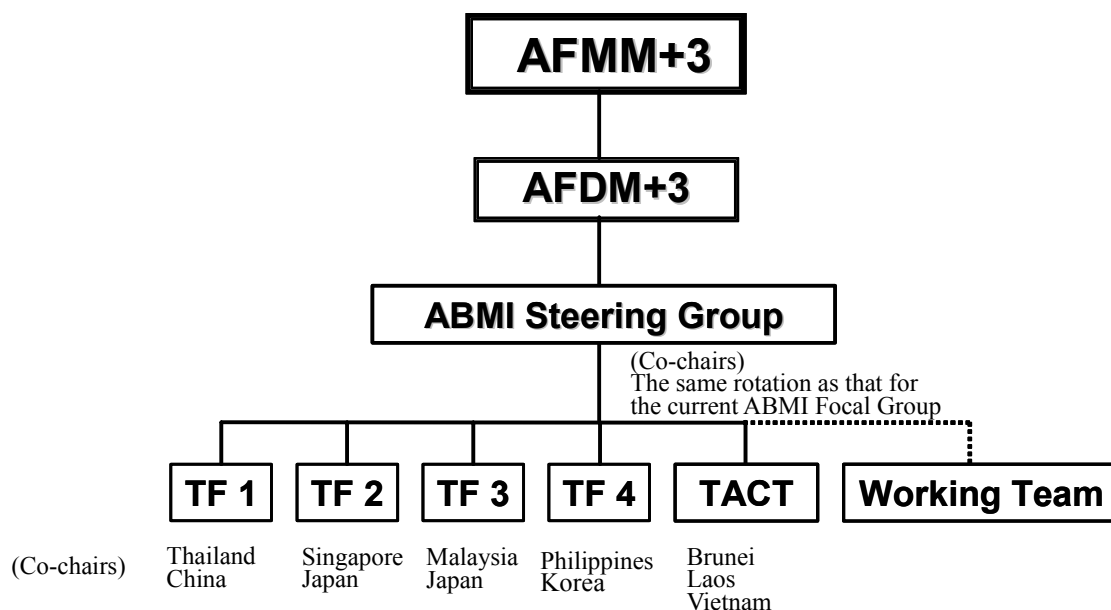 AFMM+3
AFDM+3
ABMI Steering Group
(Co-chairs)
The same rotation as that for
the current ABMI Focal Group
TF 1
TF 2
TF 3
TF 4
TACT
Working Team
(Co-chairs)
Thailand
China
Singapore
Japan
Malaysia
Japan
Philippines
Korea
Brunei
Laos
Vietnam